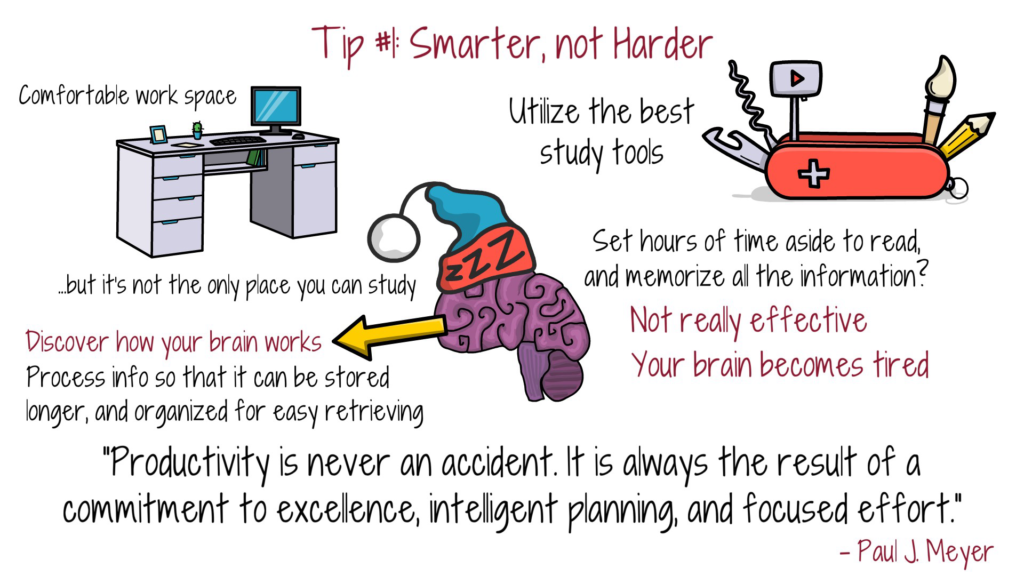 Tip #1: Smarter, not Harder
Comfortable work space
...but it's not the only place you can study
Utilize the best
study tools
zZZ
Set hours of time aside to read,
and memorize all the information?
Not really effective
Your brain becomes tired
Discover how your brain works
Process info so that it can be stored
longer, and organized for easy retrieving
"Productivity is never an accident. It is always the result of a
commitment to excellence, intelligent planning, and focused effort."
- Paul J. Meyer